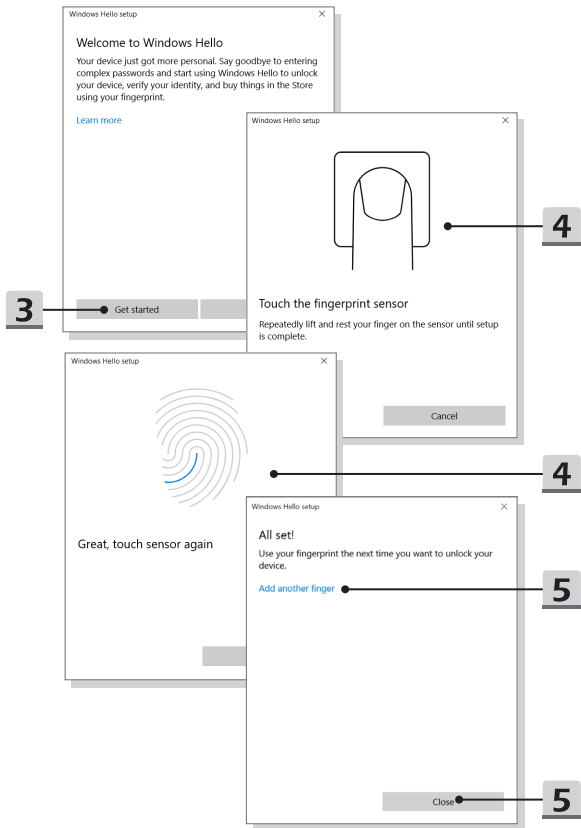 Windows Hello setup
Welcome to Windows Hello
Your device just got more personal. Say goodbye to entering
complex passwords and start using Windows Hello to unlock
your device, verify your identity, and buy things in the Store
using your fingerprint.
Learn more
3
Get started
Windows Hello setup
4
Touch the fingerprint sensor
Repeatedly lift and rest your finger on the sensor until setup
is complete.
Cancel
Windows Hello setup
4
Great, touch sensor again
Windows Hello setup
All set!
Use your fingerprint the next time you want to unlock your
device.
Add another finger
5
Close
5